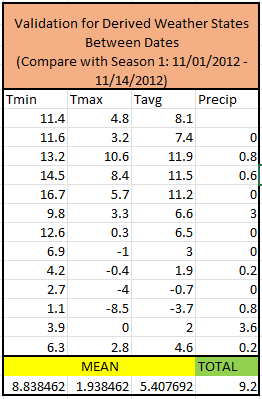 Validation for Derived Weather States
Between Dates
(Compare with Season 1: 11/01/2012 -
11/14/2012)
Tmin Tmax Tavg Precip
11.4 4.8 8.1
11.6 3.2 7.4 0
13.2 10.6 11.9 0.8
14.5 8.4 11.5 0.6
16.7 5.7 11.2 0
9.8 3.3 6.6 3
12.6 0.3 6.5 0
6.9 -1 3 0
4.2 -0.4 1.9 0.2
2.7 -4 -0.7 0
1.1 -8.5 -3.7 0.8
3.9 0 2 3.6
6.3 2.8 4.6 0.2
MEAN TOTAL
8.838462 1.938462 5.407692 9.2